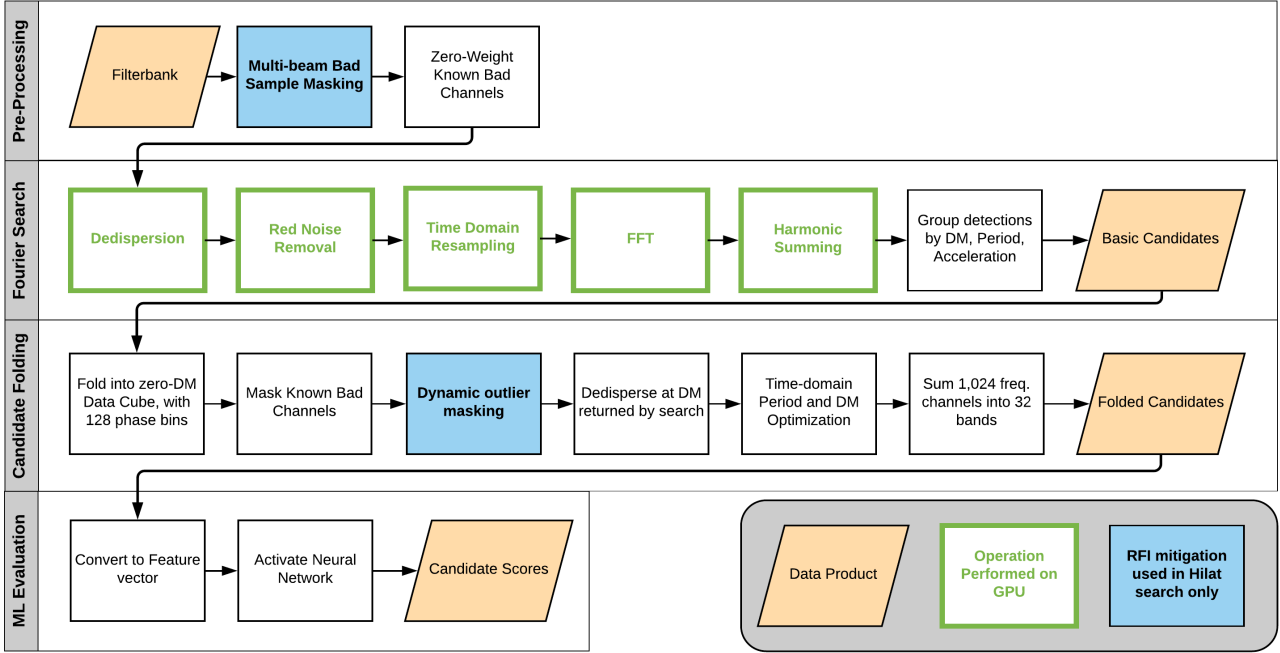 Pre-Processing
Filterbank
Multi-beam Bad
Sample Masking
Zero-Weight
Known Bad
Channels
Fourier Search
Dedispersion
Red Noise
Removal
Time Domain
Resampling
FFT
Harmonic
Summing
Group detections
by DM, Period,
Acceleration
Basic Candidates
Candidate Folding
Fold into zero-DM
Data Cube, with
128 phase bins
Mask Known Bad
Channels
Dynamic outlier
masking
Dedisperse at DM
returned by search
Time-domain
Period and DM
Optimization
Sum 1,024 freq.
channels into 32
bands
Folded Candidates
ML Evaluation
Convert to Feature
vector
Activate Neural
Network
Candidate Scores
Data Product
Operation
Performed on
GPU
RFI mitigation
used in Hilat
search only